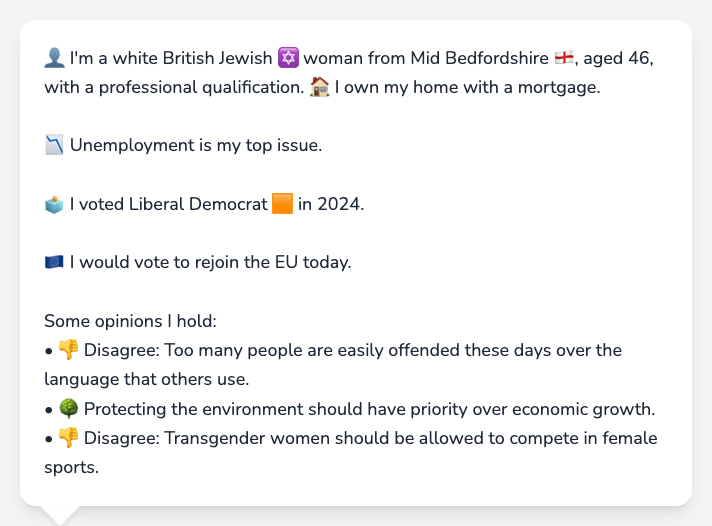 👤 I'm a white British Jewish ✡️ woman from Mid Bedfordshire 🏴󠁧󠁢󠁥󠁮󠁧󠁿, aged 46,
with a professional qualification. 🏠 I own my home with a mortgage.
📉 Unemployment is my top issue.
🗳️ I voted Liberal Democrat 🟧 in 2024.
🇪🇺 I would vote to rejoin the EU today.
Some opinions I hold:
• 👎 Disagree: Too many people are easily offended these days over the
language that others use.
• 🌳 Protecting the environment should have priority over economic growth.
• 👎 Disagree: Transgender women should be allowed to compete in female
sports.